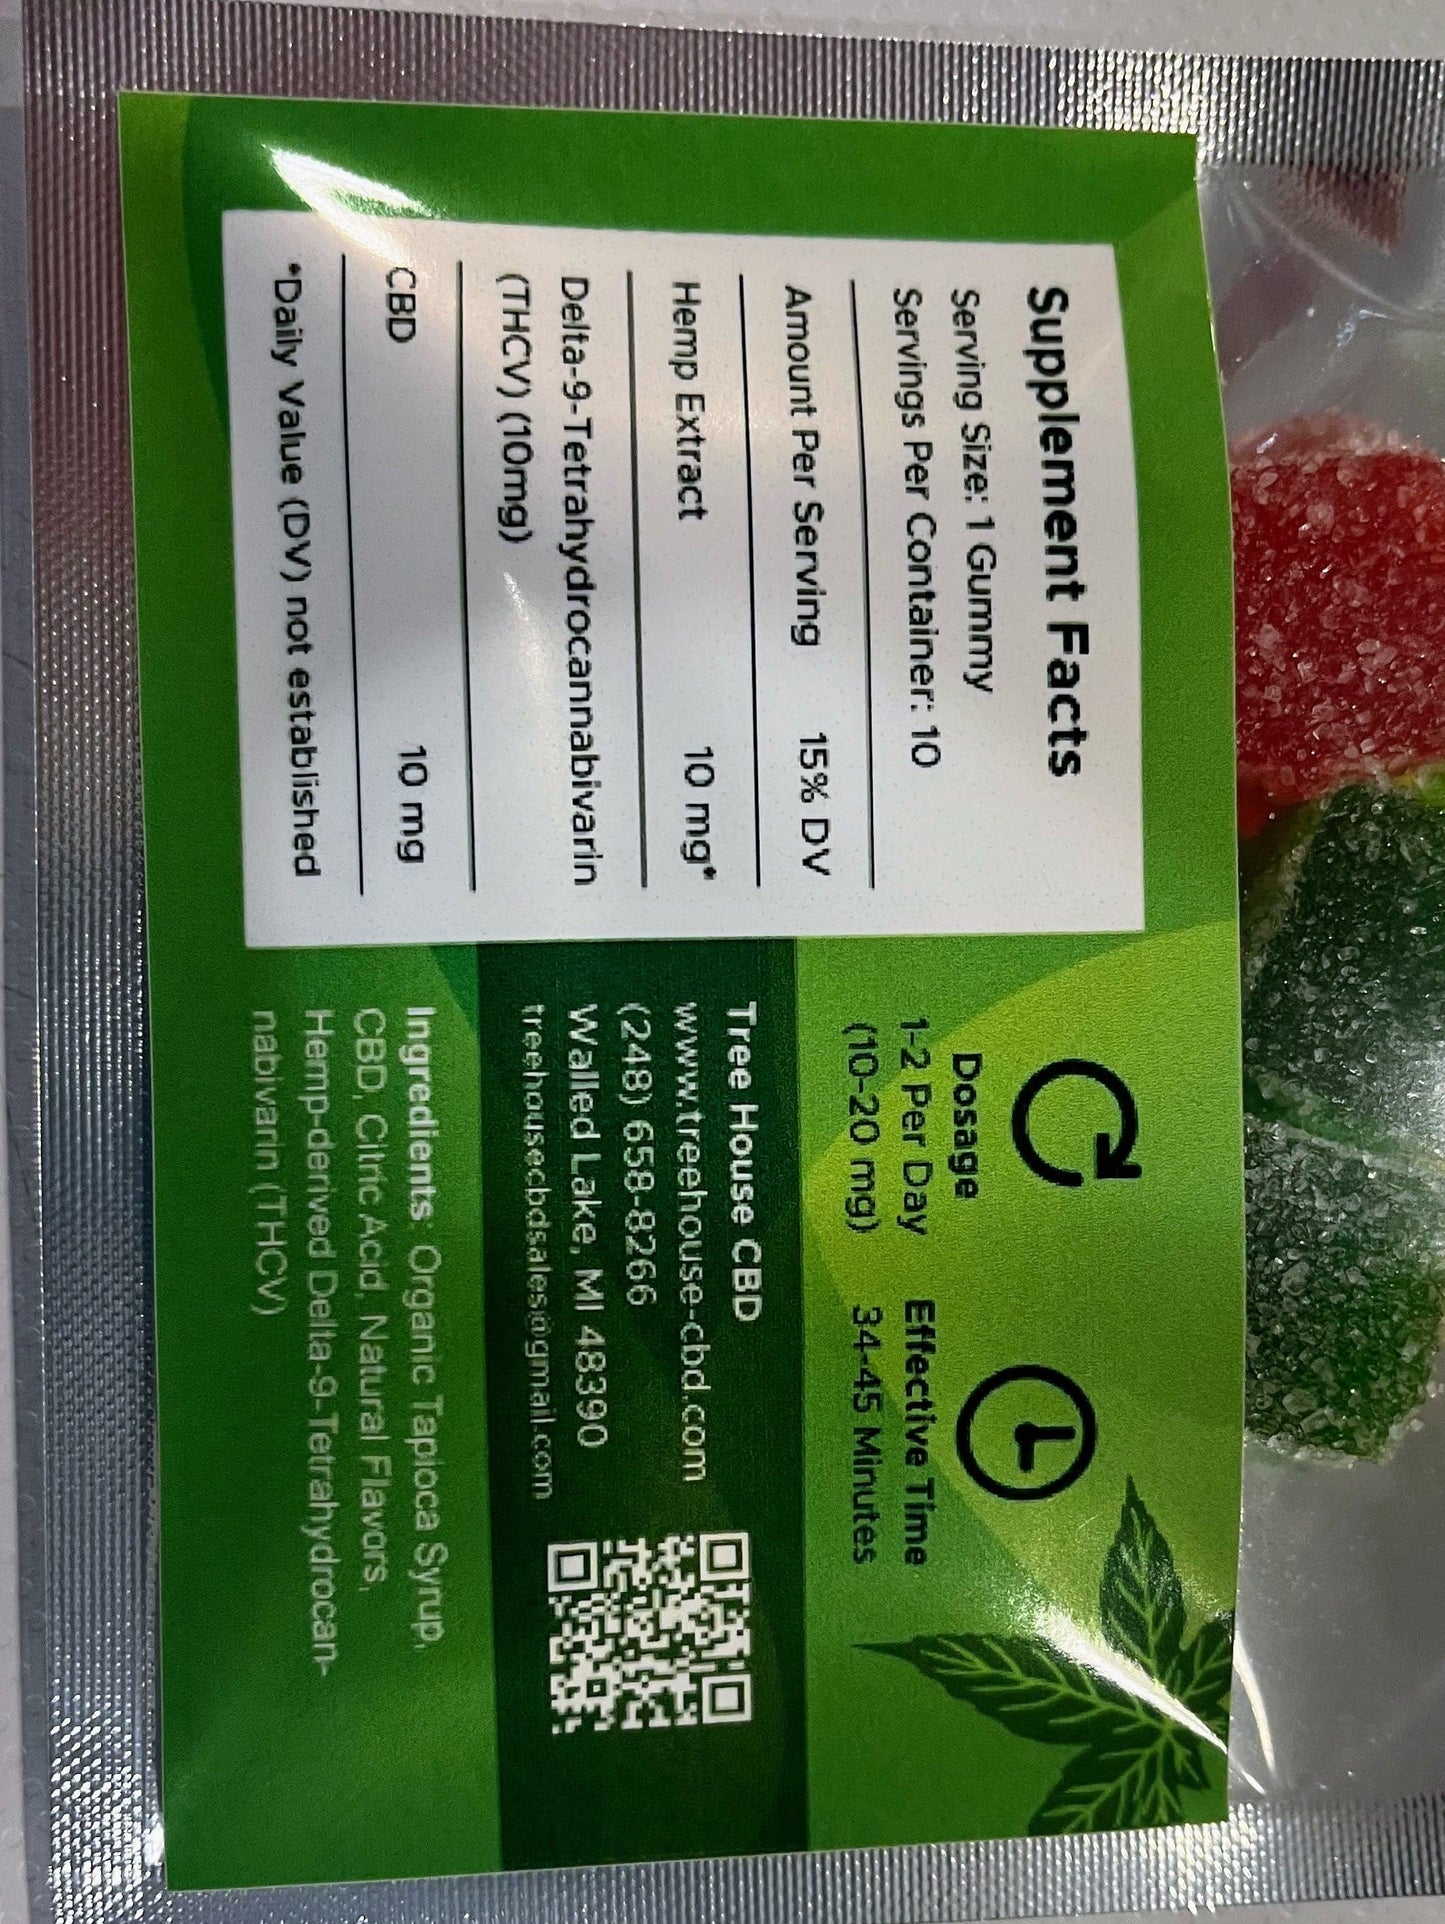 Supplement Facts
Serving Size: 1 Gummy
Servings Per Container: 10
Amount Per Serving 15% DV
Hemp Extract 10 mg*
Delta-9-Tetrahydrocannabivarin
(THCV) (10mg)
CBD 10 mg
*Daily Value (DV) not established
Dosage
1-2 Per Day
(10-20 mg)
Effective Time
34-45 Minutes
Tree House CBD
www.treehouse-cbd.com
(248) 658-8266
Walled Lake, MI 48390
treehousecbdsales@gmail.com
Ingredients: Organic Tapioca Syrup,
CBD, Citric Acid, Natural Flavors,
Hemp-derived Delta-9-Tetrahydrocan-
nabivarin (THCV)